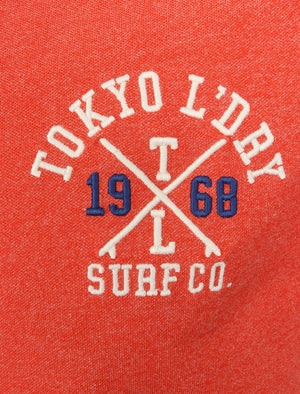 TOKYO L'DRY
T
19 68
L
SURF CO.